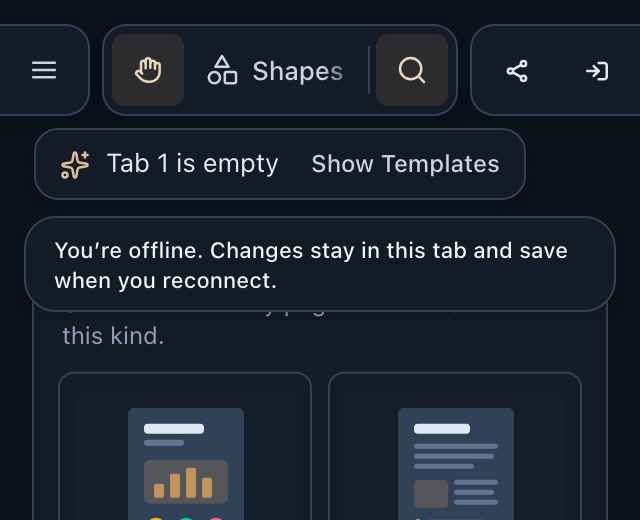 Shapes
Tab 1 is empty Show Templates
You’re offline. Changes stay in this tab and save
when you reconnect.
this kind.